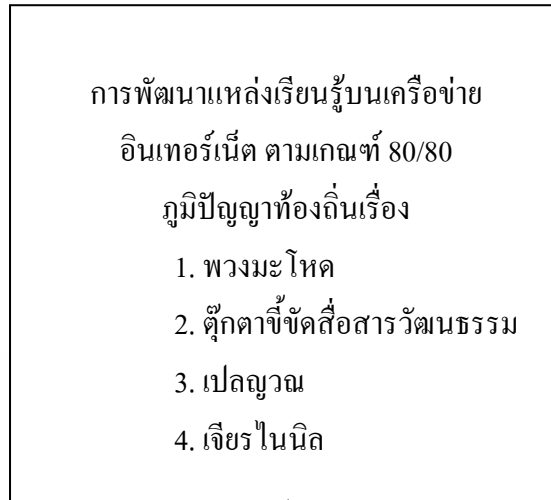 การพัฒนาแหล่งเรียนรู้บนเครือข่าย
อินเทอร์เน็ต ตามเกณฑ์ 80/80
ภูมิปัญญาท้องถิ่นเรื่อง
1. พวงมะโหด
2. ตุ๊กตาขี้ขัดสื่อสารวัฒนธรรม
3. เปลญวณ
4. เจียรไนนิล